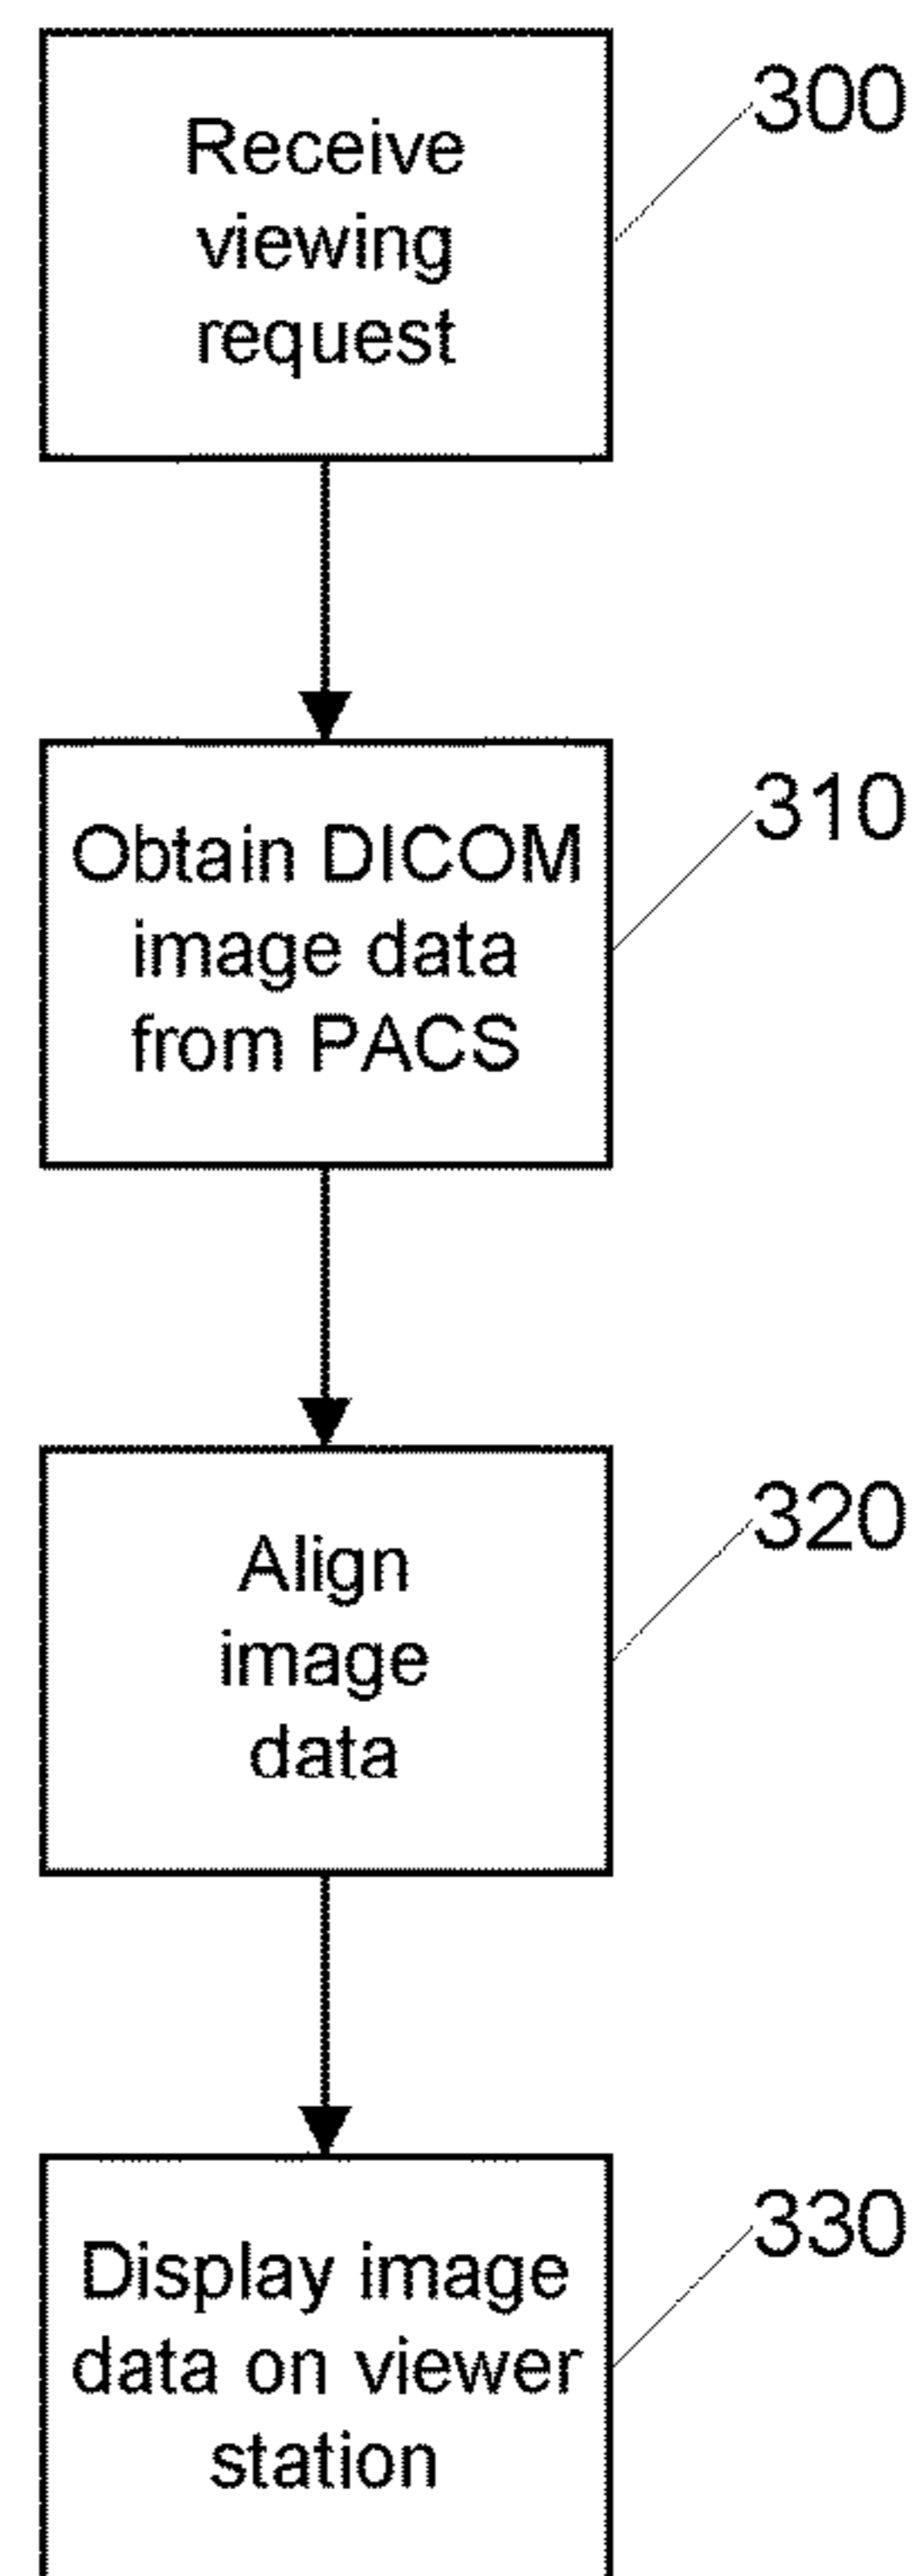 Receive
viewing
request
300
Obtain DICOM
image data
from PACS
310
Align
image
data
320
Display image
data on viewer
station
330